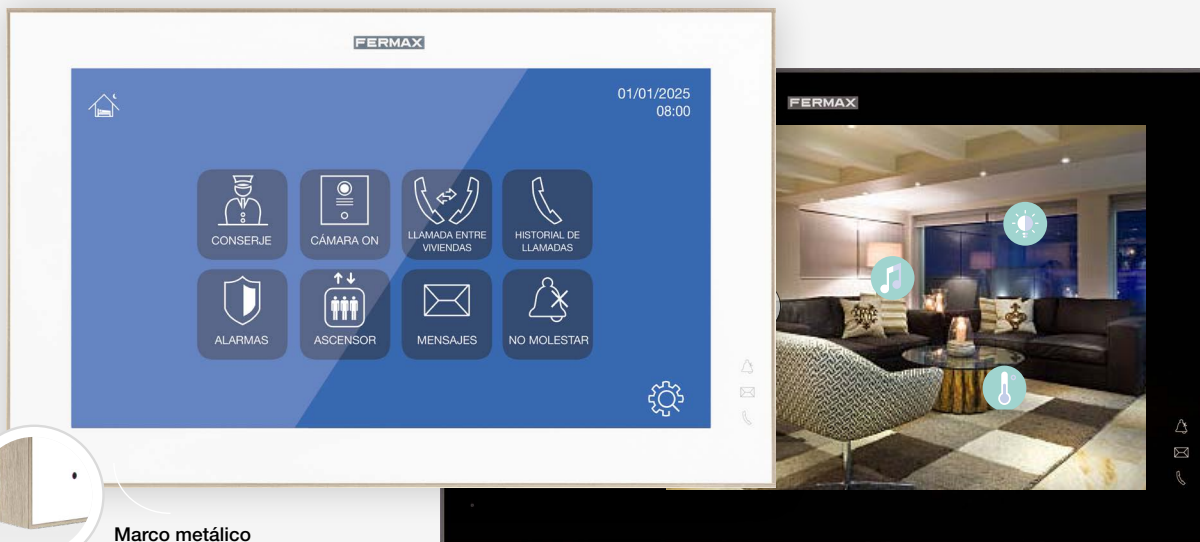 FERMAX
01/01/2025
08:00
CONSERJE
CÁMARA ON
LLAMADA ENTRE
VIVIENDAS
HISTORIAL DE
LLAMADAS
ALARMAS
ASCENSOR
MENSAJES
NO MOLESTAR
Marco metálico
FERMAX